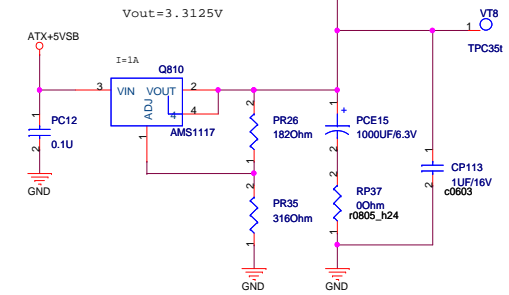 Vout=3.3125V
VT8
1
TPC35t
ATX+5VSB
I=1A
Q810
3
VIN
VOUT
2
4
4
ADJ
AMS1117
1
1
PC12
0.1U
2
GND
2
PR26
182Ohm
1
2
PR35
316Ohm
1
GND
1
+
PCE15
1000UF/6.3V
2
2
RP37
0Ohm
r0805_h24
1
GND
1
CP113
1UF/16V
c0603
2